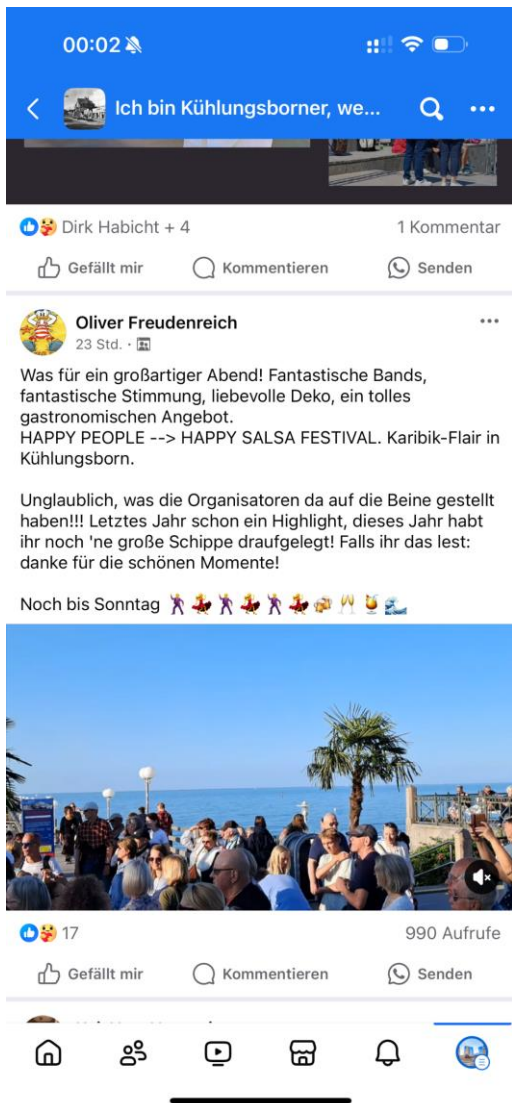 00:02
Ich bin Kühlungsborner, we...
Dirk Habicht + 4
1 Kommentar
Gefällt mir
Kommentieren
Senden
Oliver Freudenreich
23 Std. ·
Was für ein großartiger Abend! Fantastische Bands,
fantastische Stimmung, liebevolle Deko, ein tolles
gastronomischen Angebot.
HAPPY PEOPLE --> HAPPY SALSA FESTIVAL. Karibik-Flair in
Kühlungsborn.
Unglaublich, was die Organisatoren da auf die Beine gestellt
haben!!! Letztes Jahr schon ein Highlight, dieses Jahr habt
ihr noch 'ne große Schippe draufgelegt! Falls ihr das lest:
danke für die schönen Momente!
Noch bis Sonntag 🕺💃🕺💃🕺💃🍻🥂🍹🌊
17
990 Aufrufe
Gefällt mir
Kommentieren
Senden